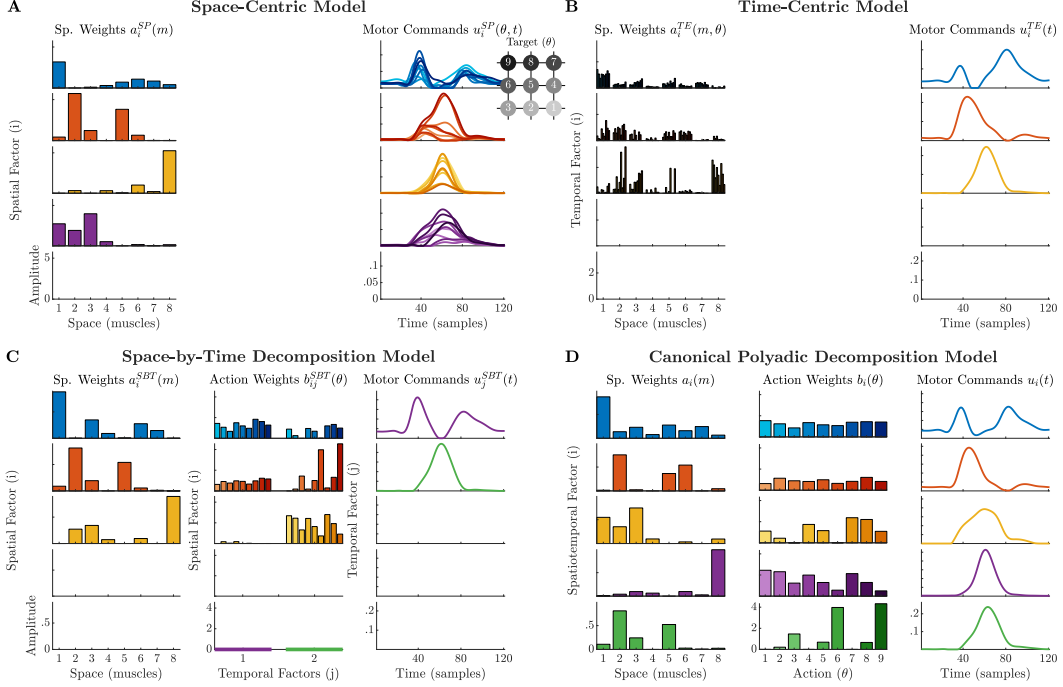 A
Space-Centric Model
Sp. Weights a_i^{SP}(m)
Motor Commands u_i^{SP}(θ, t)
Target (θ)
9 8 7
6 5 4
3 2 1
Spatial Factor (i)
Amplitude
5
0
1 2 3 4 5 6 7 8
Space (muscles)
.1
.05
0
40 80 120
Time (samples)
B
Time-Centric Model
Sp. Weights a_i^{TE}(m, θ)
Motor Commands u_i^{TE}(t)
Temporal Factor (i)
2
0
1 2 3 4 5 6 7 8
Space (muscles)
.2
.1
0
40 80 120
Time (samples)
C
Space-by-Time Decomposition Model
Sp. Weights a_i^{SBT}(m)
Action Weights b_{ij}^{SBT}(θ)
Motor Commands u_j^{SBT}(t)
Spatial Factor (i)
Spatial Factor (i)
Temporal Factor (j)
Amplitude
.5
0
1 2 3 4 5 6 7 8
Space (muscles)
4
2
0
1 2
Temporal Factors (j)
.2
.1
40 80 120
Time (samples)
D
Canonical Polyadic Decomposition Model
Sp. Weights a_i(m)
Action Weights b_i(θ)
Motor Commands u_i(t)
Spatiotemporal Factor (i)
.5
0
1 2 3 4 5 6 7 8
Space (muscles)
4
2
0
1 2 3 4 5 6 7 8 9
Action (θ)
.2
.1
0
40 80 120
Time (samples)